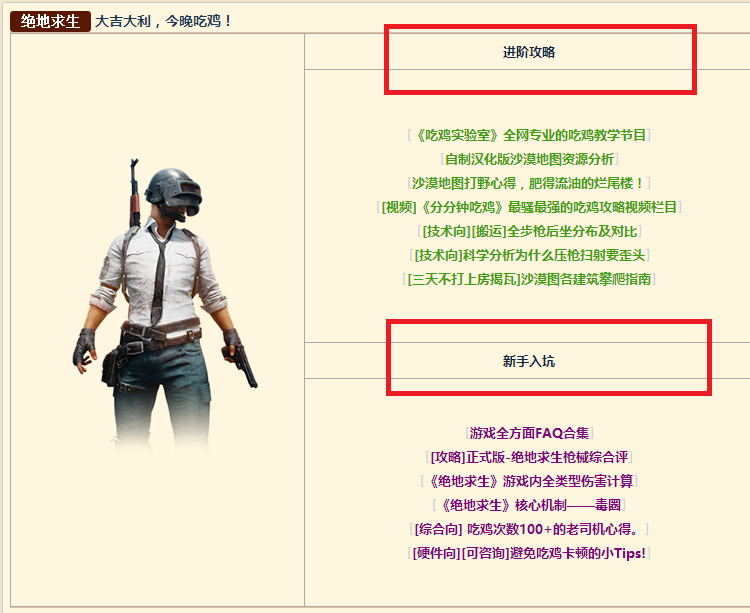 绝地求生 大吉大利，今晚吃鸡！
进阶攻略
[《吃鸡实验室》全网专业的吃鸡教学节目]
[自制汉化版沙漠地图资源分析]
[沙漠地图打野心得，肥得流油的烂尾楼！]
[[视频]《分分钟吃鸡》最骚最强的吃鸡攻略视频栏目]
[[技术向][搬运]全步枪后坐分布及对比]
[[技术向]科学分析为什么压枪扫射要歪头]
[[三天不打上房揭瓦]沙漠图各建筑攀爬指南]
新手入坑
[游戏全方面FAQ合集]
[[攻略]正式版-绝地求生枪械综合评]
[《绝地求生》游戏内全类型伤害计算]
[《绝地求生》核心机制——毒圈]
[[综合向] 吃鸡次数100+的老司机心得。]
[[硬件向][可咨询]避免吃鸡卡顿的小Tips!]